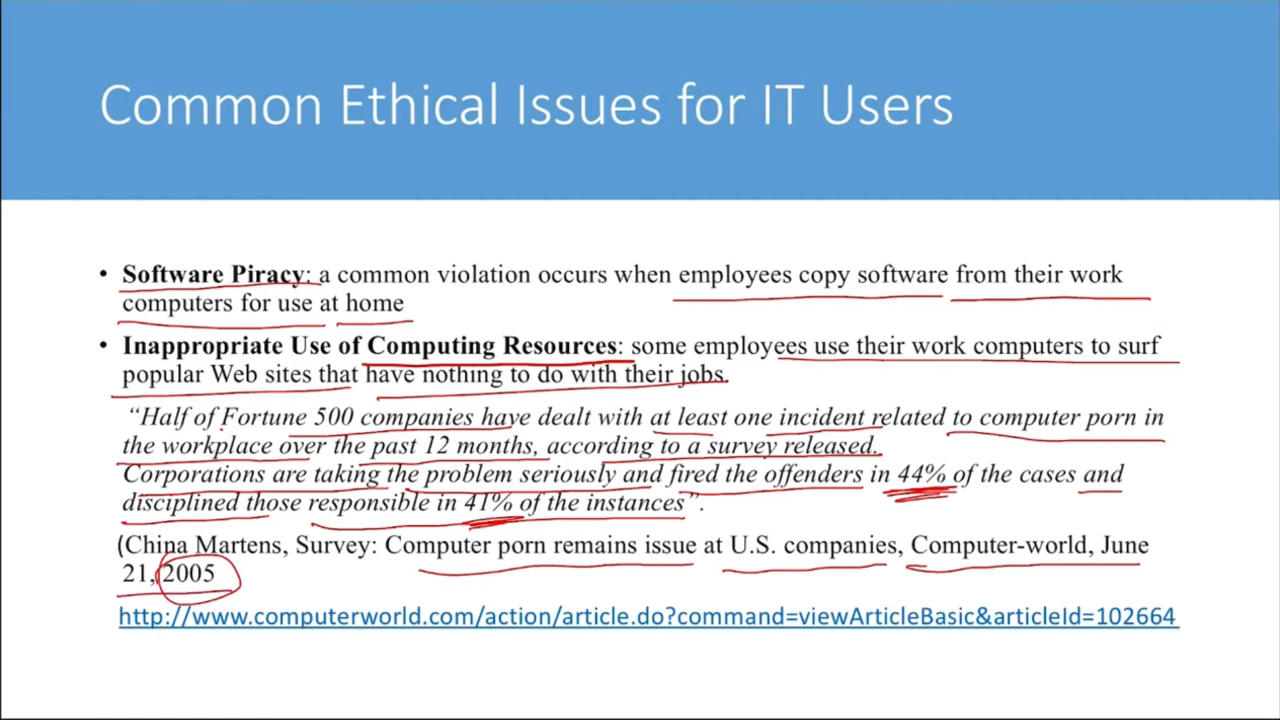 Common Ethical Issues for IT Users
• Software Piracy: a common violation occurs when employees copy software from their work
computers for use at home
• Inappropriate Use of Computing Resources: some employees use their work computers to surf
popular Web sites that have nothing to do with their jobs.
“Half of Fortune 500 companies have dealt with at least one incident related to computer porn in
the workplace over the past 12 months, according to a survey released.
Corporations are taking the problem seriously and fired the offenders in 44% of the cases and
disciplined those responsible in 41% of the instances”.
(China Martens, Survey: Computer porn remains issue at U.S. companies, Computer-world, June
21, 2005
http://www.computerworld.com/action/article.do?command=viewArticleBasic&articleId=102664